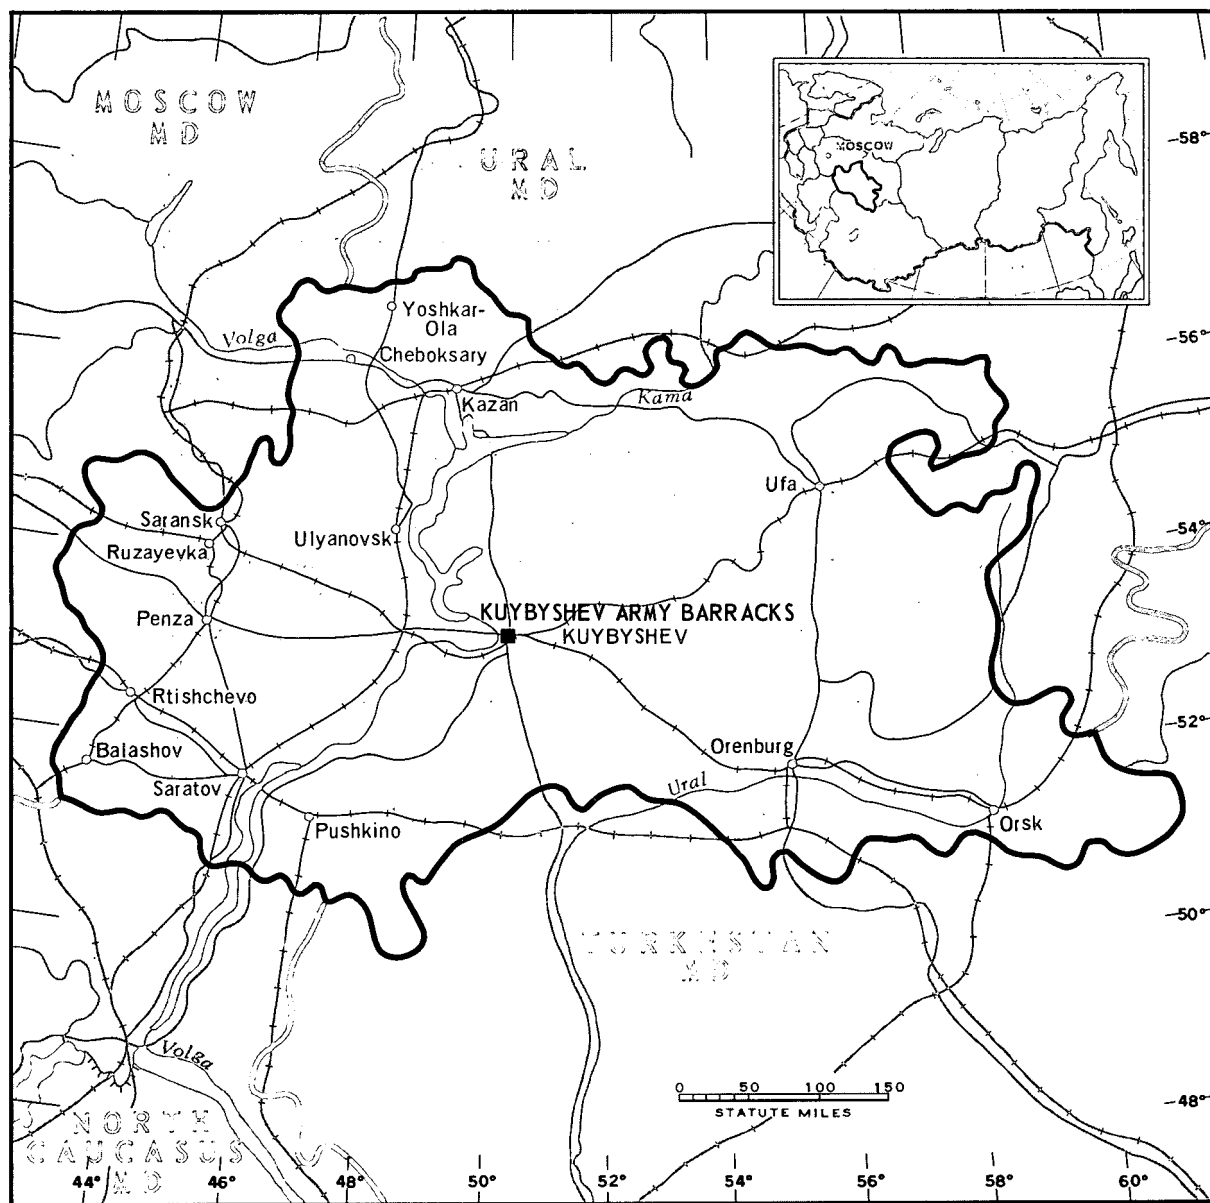 MOSCOW
MD
URAL
MD
MOSCOW
58°
56°
54°
52°
50°
48°
Yoshkar-
Ola
Volga
Cheboksary
Kazan
Kama
Ufa
Saransk
Ruzayevka
Ulyanovsk
Penza
KUYBYSHEV ARMY BARRACKS
KUYBYSHEV
Rtishchevo
Balashov
Saratov
Orenburg
Ural
Pushkino
Orsk
TURKESTAN
MD
Volga
NORTH
CAUCASUS
MD
0 50 100 150
STATUTE MILES
44° 46° 48° 50° 52° 54° 56° 58° 60°